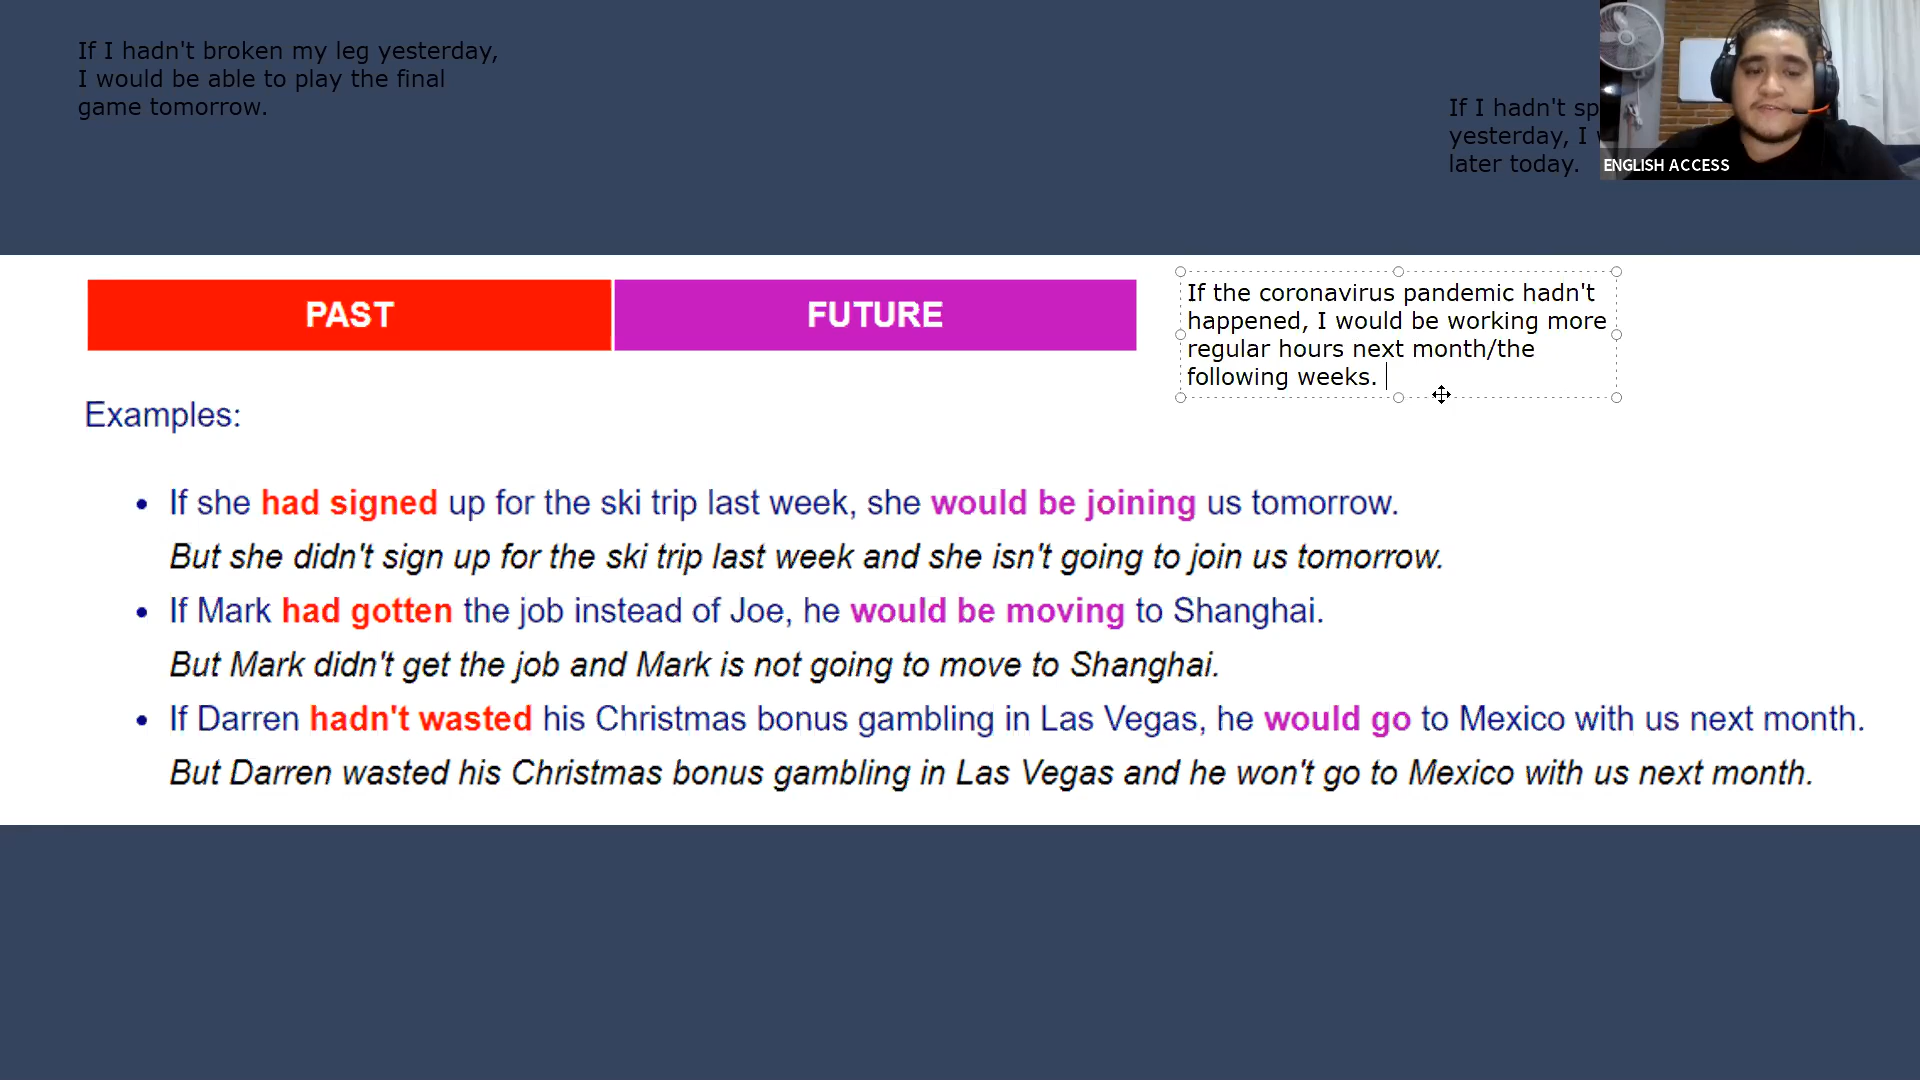 If I hadn't broken my leg yesterday,
I would be able to play the final
game tomorrow.
If I hadn't
yesterday, I
later today.
ENGLISH ACCESS
PAST
FUTURE
If the coronavirus pandemic hadn't
happened, I would be working more
regular hours next month/the
following weeks.
Examples:
• If she had signed up for the ski trip last week, she would be joining us tomorrow.
But she didn't sign up for the ski trip last week and she isn't going to join us tomorrow.
• If Mark had gotten the job instead of Joe, he would be moving to Shanghai.
But Mark didn't get the job and Mark is not going to move to Shanghai.
• If Darren hadn't wasted his Christmas bonus gambling in Las Vegas, he would go to Mexico with us next month.
But Darren wasted his Christmas bonus gambling in Las Vegas and he won't go to Mexico with us next month.